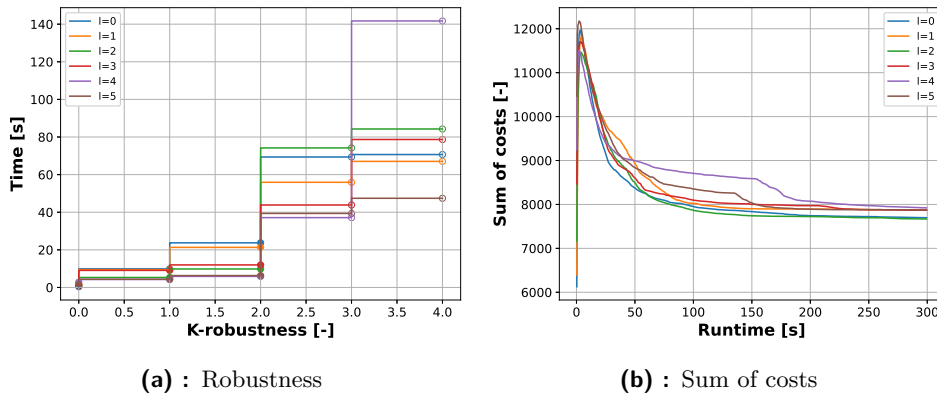 140
120
100
80
60
40
20
0
Time [s]
l=0
l=1
l=2
l=3
l=4
l=5
0.0 0.5 1.0 1.5 2.0 2.5 3.0 3.5 4.0
K-robustness [-]
(a) : Robustness
12000
11000
10000
9000
8000
7000
6000
Sum of costs [-]
l=0
l=1
l=2
l=3
l=4
l=5
0 50 100 150 200 250 300
Runtime [s]
(b) : Sum of costs